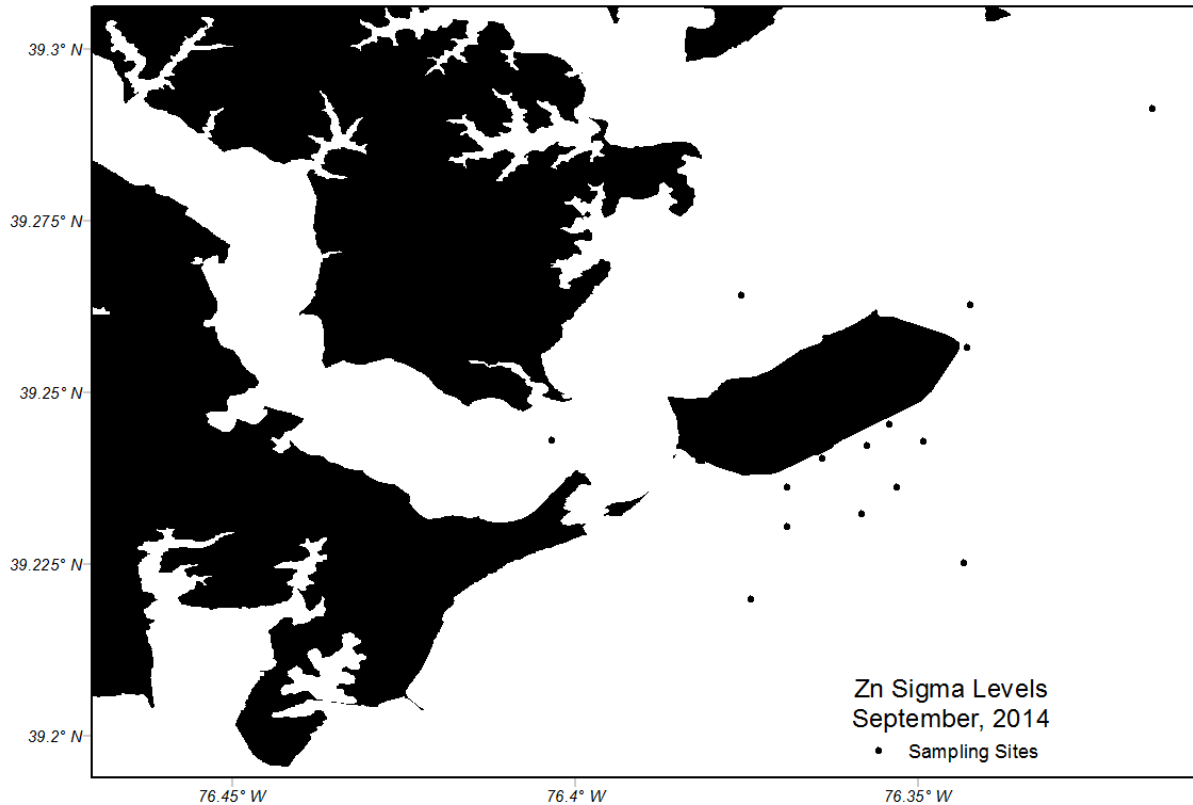 39.3° N
39.275° N
39.25° N
39.225° N
39.2° N
Zn Sigma Levels
September, 2014
Sampling Sites
76.45° W
76.4° W
76.35° W